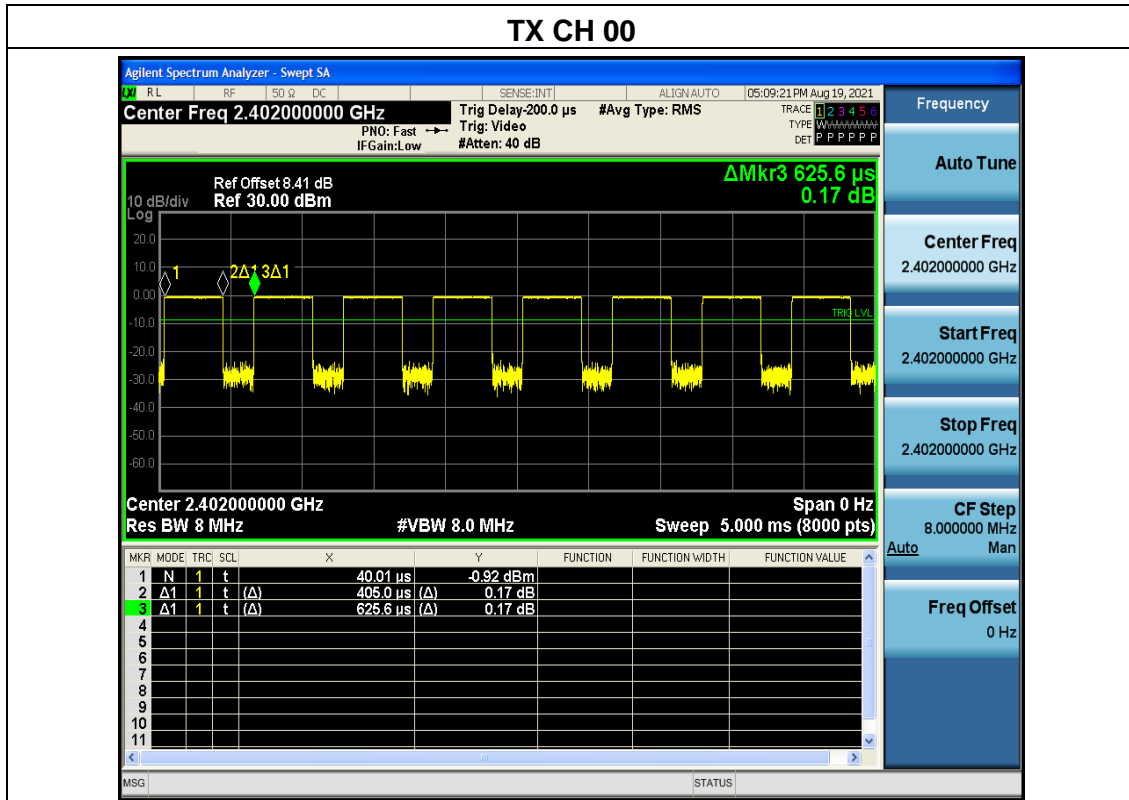 TX CH 00
Agilent Spectrum Analyzer - Swept SA
LXI RL RF 50 Ω DC SENSE:INT ALIGNAUTO 05:09:21 PM Aug 19, 2021
Center Freq 2.402000000 GHz
PNO: Fast
IFGain:Low
Trig Delay-200.0 µs
Trig: Video
#Atten: 40 dB
#Avg Type: RMS
TRACE 1 2 3 4 5 6
TYPE
DET P P P P P P
ΔMkr3 625.6 µs
0.17 dB
Ref Offset 8.41 dB
10 dB/div Ref 30.00 dBm
Log
20.0
10.0
0.00
-10.0
-20.0
-30.0
-40.0
-50.0
-60.0
1 2Δ1 3Δ1
TRIG LVL
Center 2.402000000 GHz Span 0 Hz
Res BW 8 MHz #VBW 8.0 MHz Sweep 5.000 ms (8000 pts)
MKR MODE TRC SCL X Y FUNCTION FUNCTION WIDTH FUNCTION VALUE
1 N 1 t 40.01 µs -0.92 dBm
2 Δ1 1 t (Δ) 405.0 µs (Δ) 0.17 dB
3 Δ1 1 t (Δ) 625.6 µs (Δ) 0.17 dB
4
5
6
7
8
9
10
11
MSG STATUS
Frequency
Auto Tune
Center Freq
2.402000000 GHz
Start Freq
2.402000000 GHz
Stop Freq
2.402000000 GHz
CF Step
8.000000 MHz
Auto Man
Freq Offset
0 Hz